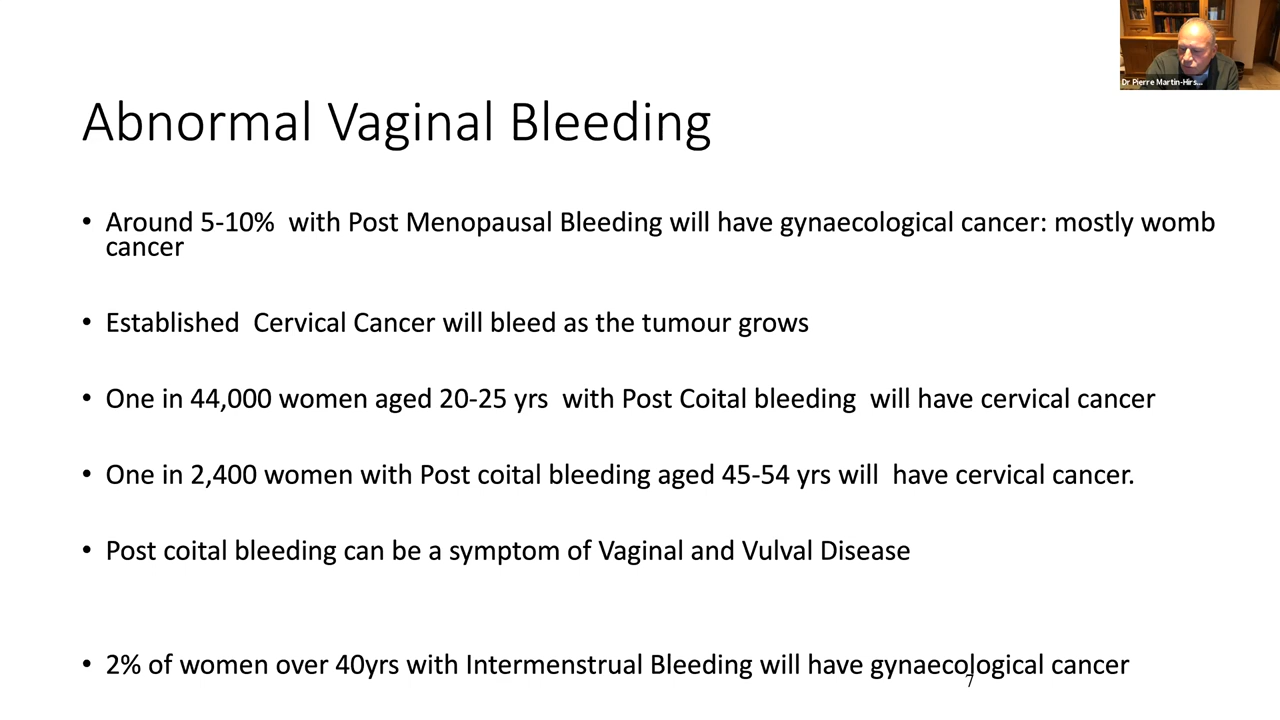 Dr Pierre Martin-Hirs...
Abnormal Vaginal Bleeding
• Around 5-10%  with Post Menopausal Bleeding will have gynaecological cancer: mostly womb
cancer
• Established  Cervical Cancer will bleed as the tumour grows
• One in 44,000 women aged 20-25 yrs  with Post Coital bleeding  will have cervical cancer
• One in 2,400 women with Post coital bleeding aged 45-54 yrs will  have cervical cancer.
• Post coital bleeding can be a symptom of Vaginal and Vulval Disease
• 2% of women over 40yrs with Intermenstrual Bleeding will have gynaecological cancer
7